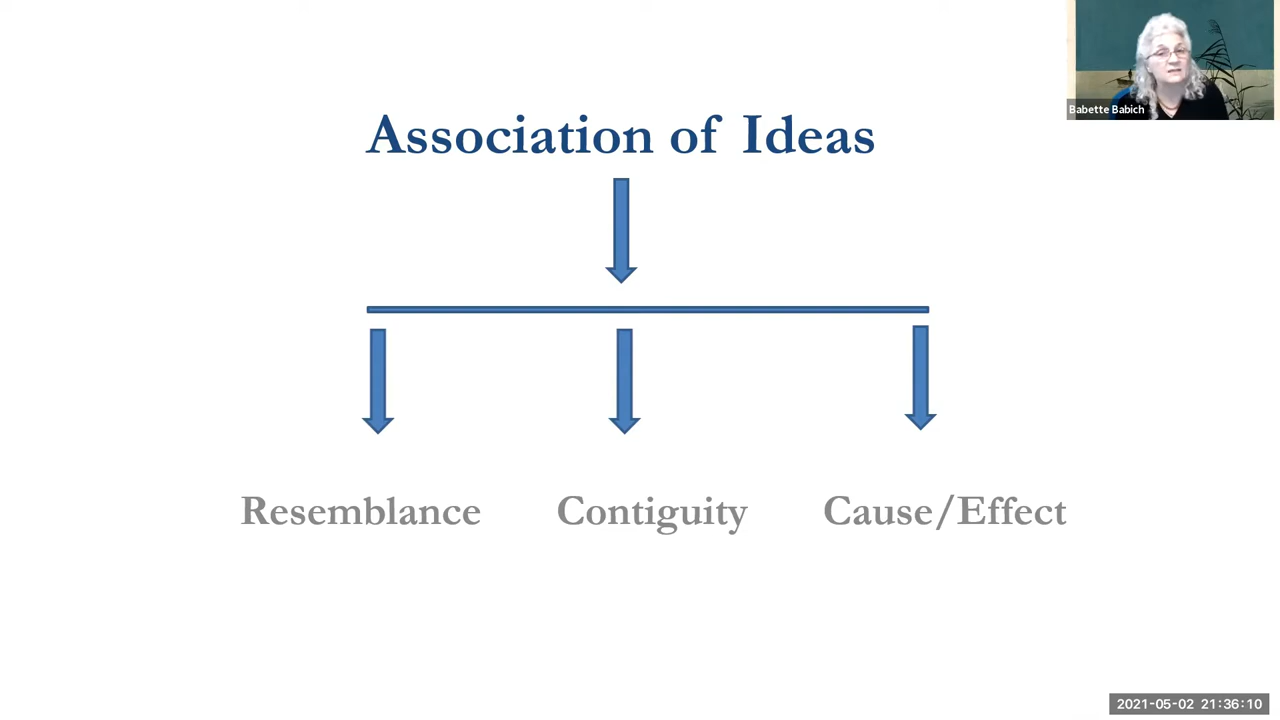 Babette Babich
Association of Ideas
Resemblance Contiguity Cause/Effect
2021-05-02 21:36:10